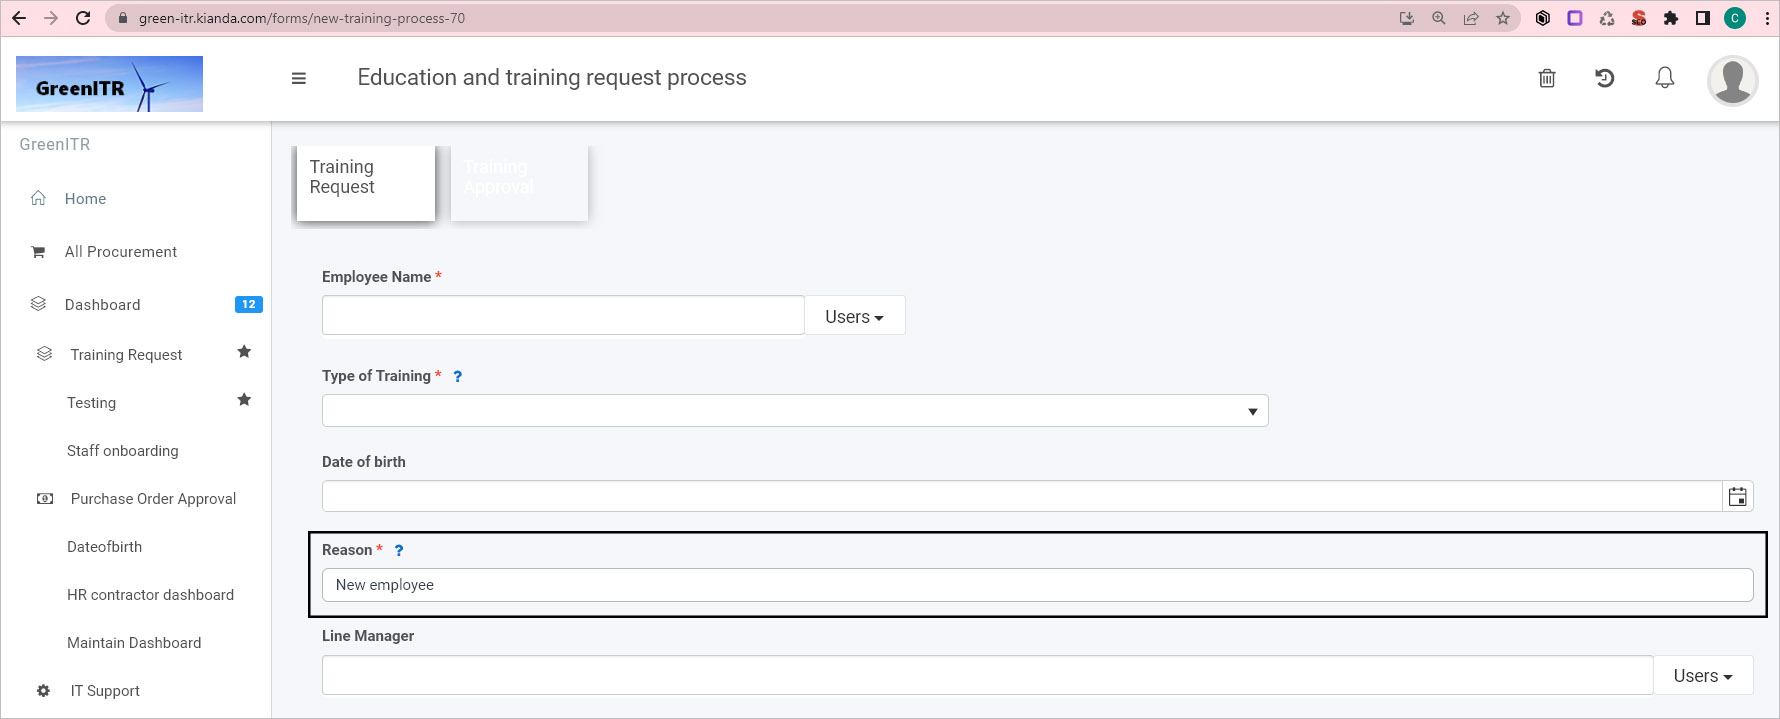 green-itr.kianda.com/forms/new-training-process-70
SEO
C
GreenITR
Education and training request process
GreenITR
Home
All Procurement
Dashboard
12
Training Request
Testing
Staff onboarding
Purchase Order Approval
Dateofbirth
HR contractor dashboard
Maintain Dashboard
IT Support
Training
Request
Training
Approval
Employee Name *
Users
Type of Training * ?
Date of birth
Reason * ?
New employee
Line Manager
Users